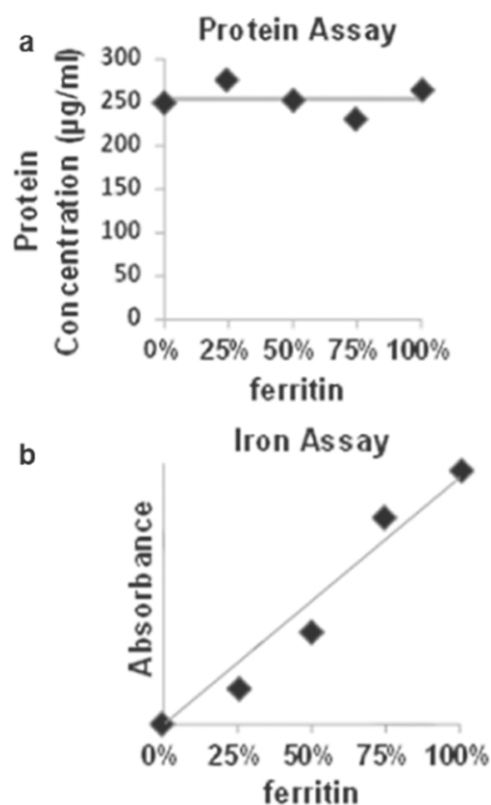 a
Protein Assay
Protein
Concentration (µg/ml)
300
250
200
150
100
50
0
0% 25% 50% 75% 100%
ferritin
b
Iron Assay
Absorbance
0% 25% 50% 75% 100%
ferritin